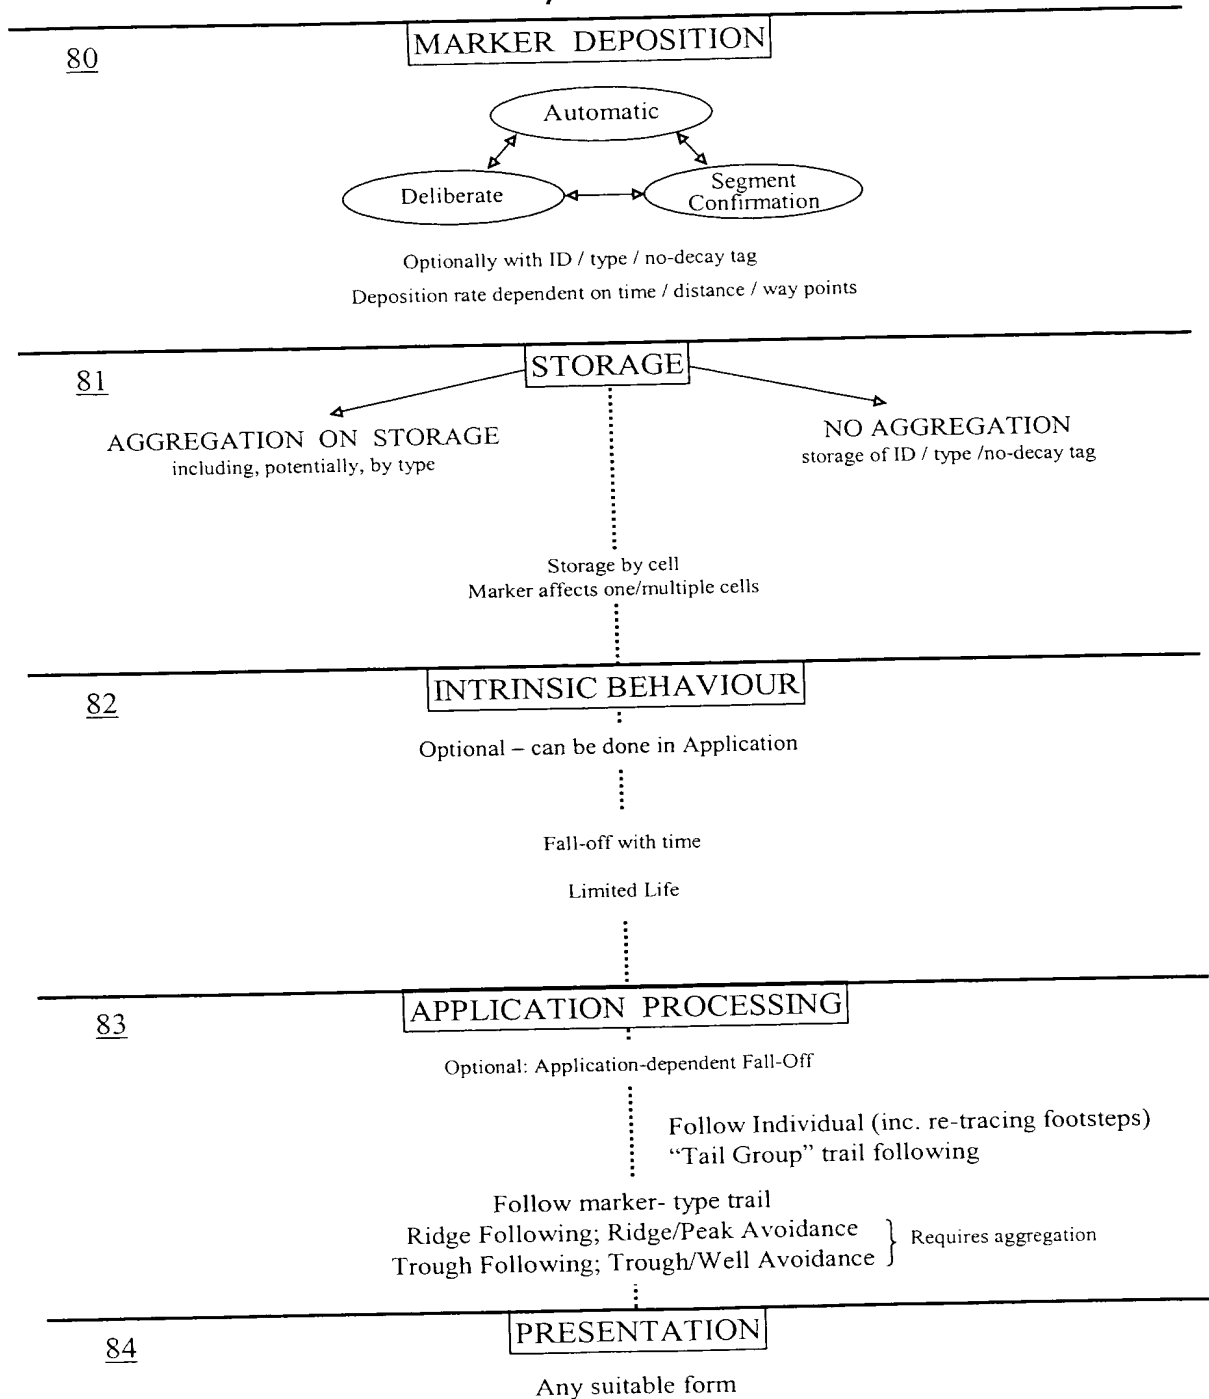 MARKER DEPOSITION
80
Automatic
Deliberate
Segment
Confirmation
Optionally with ID / type / no-decay tag
Deposition rate dependent on time / distance / way points
STORAGE
81
AGGREGATION ON STORAGE
including, potentially, by type
NO AGGREGATION
storage of ID / type /no-decay tag
Storage by cell
Marker affects one/multiple cells
INTRINSIC BEHAVIOUR
82
Optional – can be done in Application
Fall-off with time
Limited Life
APPLICATION PROCESSING
83
Optional: Application-dependent Fall-Off
Follow Individual (inc. re-tracing footsteps)
“Tail Group” trail following
Follow marker- type trail
Ridge Following; Ridge/Peak Avoidance
Trough Following; Trough/Well Avoidance
Requires aggregation
PRESENTATION
84
Any suitable form